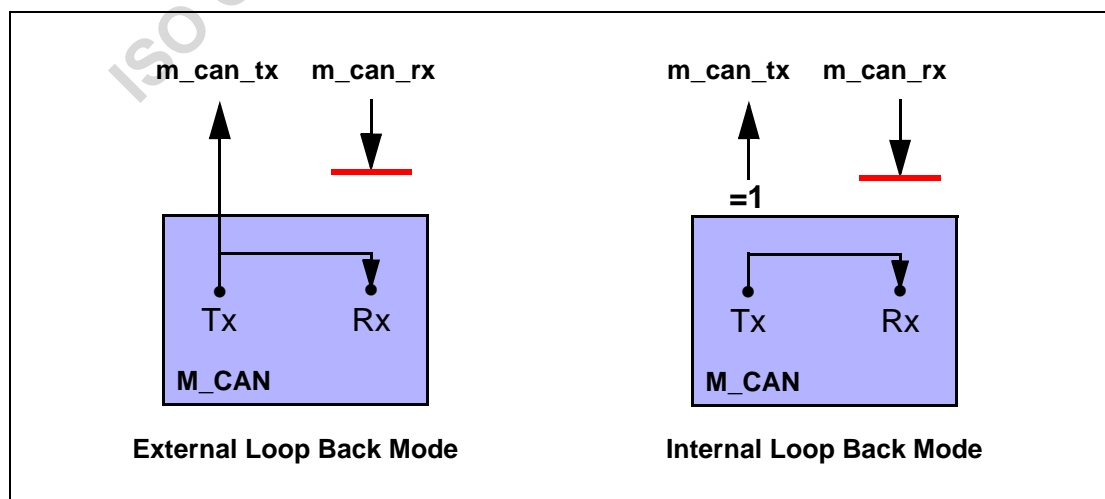 ISO
m_can_tx m_can_rx m_can_tx m_can_rx
=1
Tx Rx Tx Rx
M_CAN M_CAN
External Loop Back Mode Internal Loop Back Mode